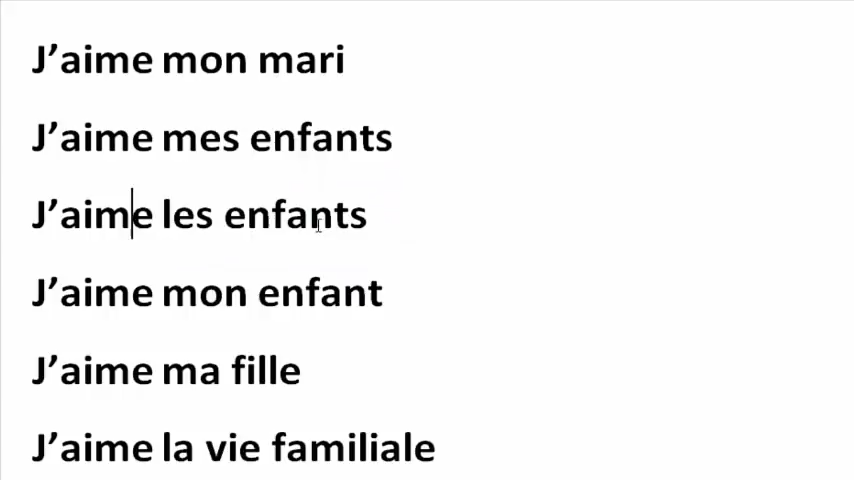 J’aime mon mari
J’aime mes enfants
J’aime les enfants
J’aime mon enfant
J’aime ma fille
J’aime la vie familiale